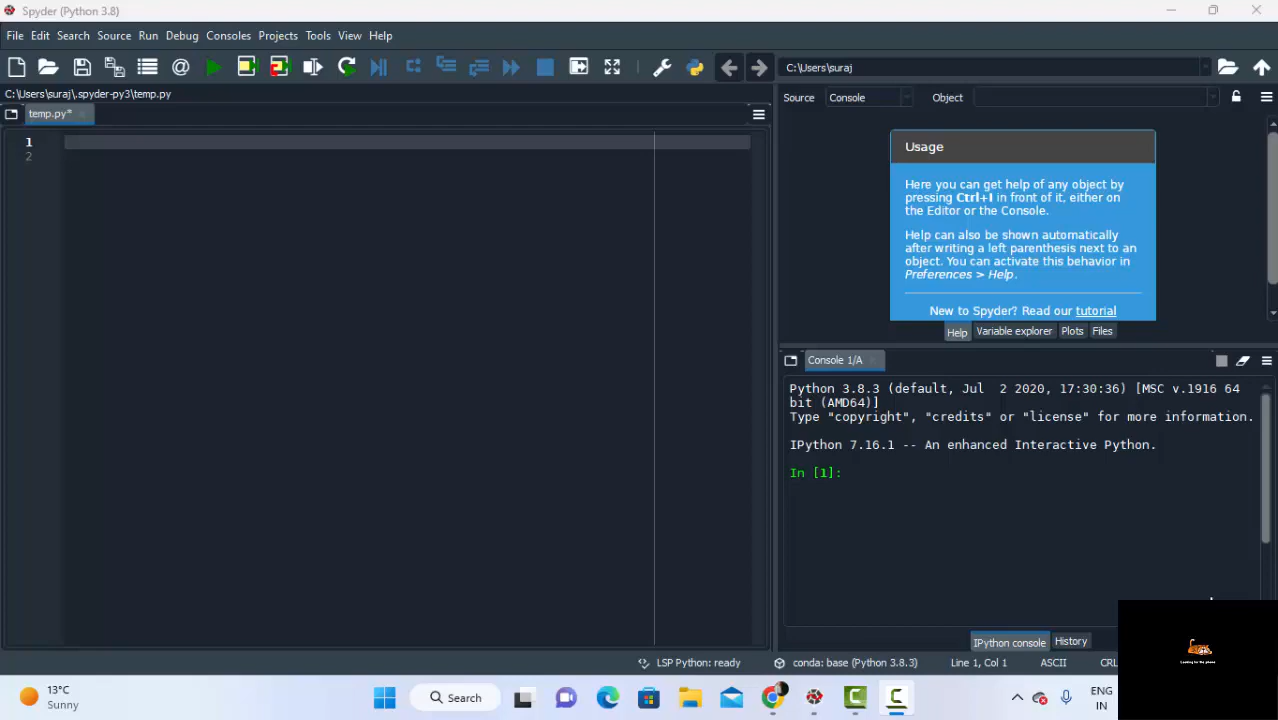 Spyder (Python 3.8)
File Edit Search Source Run Debug Consoles Projects Tools View Help
C:\Users\suraj
C:\Users\suraj\.spyder-py3\temp.py
Source Console Object
temp.py*
1
2
Usage
Here you can get help of any object by
pressing Ctrl+I in front of it, either on
the Editor or the Console.
Help can also be shown automatically
after writing a left parenthesis next to an
object. You can activate this behavior in
Preferences > Help.
New to Spyder? Read our tutorial
Help Variable explorer Plots Files
Console 1/A
Python 3.8.3 (default, Jul 2 2020, 17:30:36) [MSC v.1916 64
bit (AMD64)]
Type "copyright", "credits" or "license" for more information.
IPython 7.16.1 -- An enhanced Interactive Python.
In [1]:
IPython console History
LSP Python: ready conda: base (Python 3.8.3) Line 1, Col 1 ASCII CRL
13°C
Sunny
Search
ENG
IN
Looking for the phone